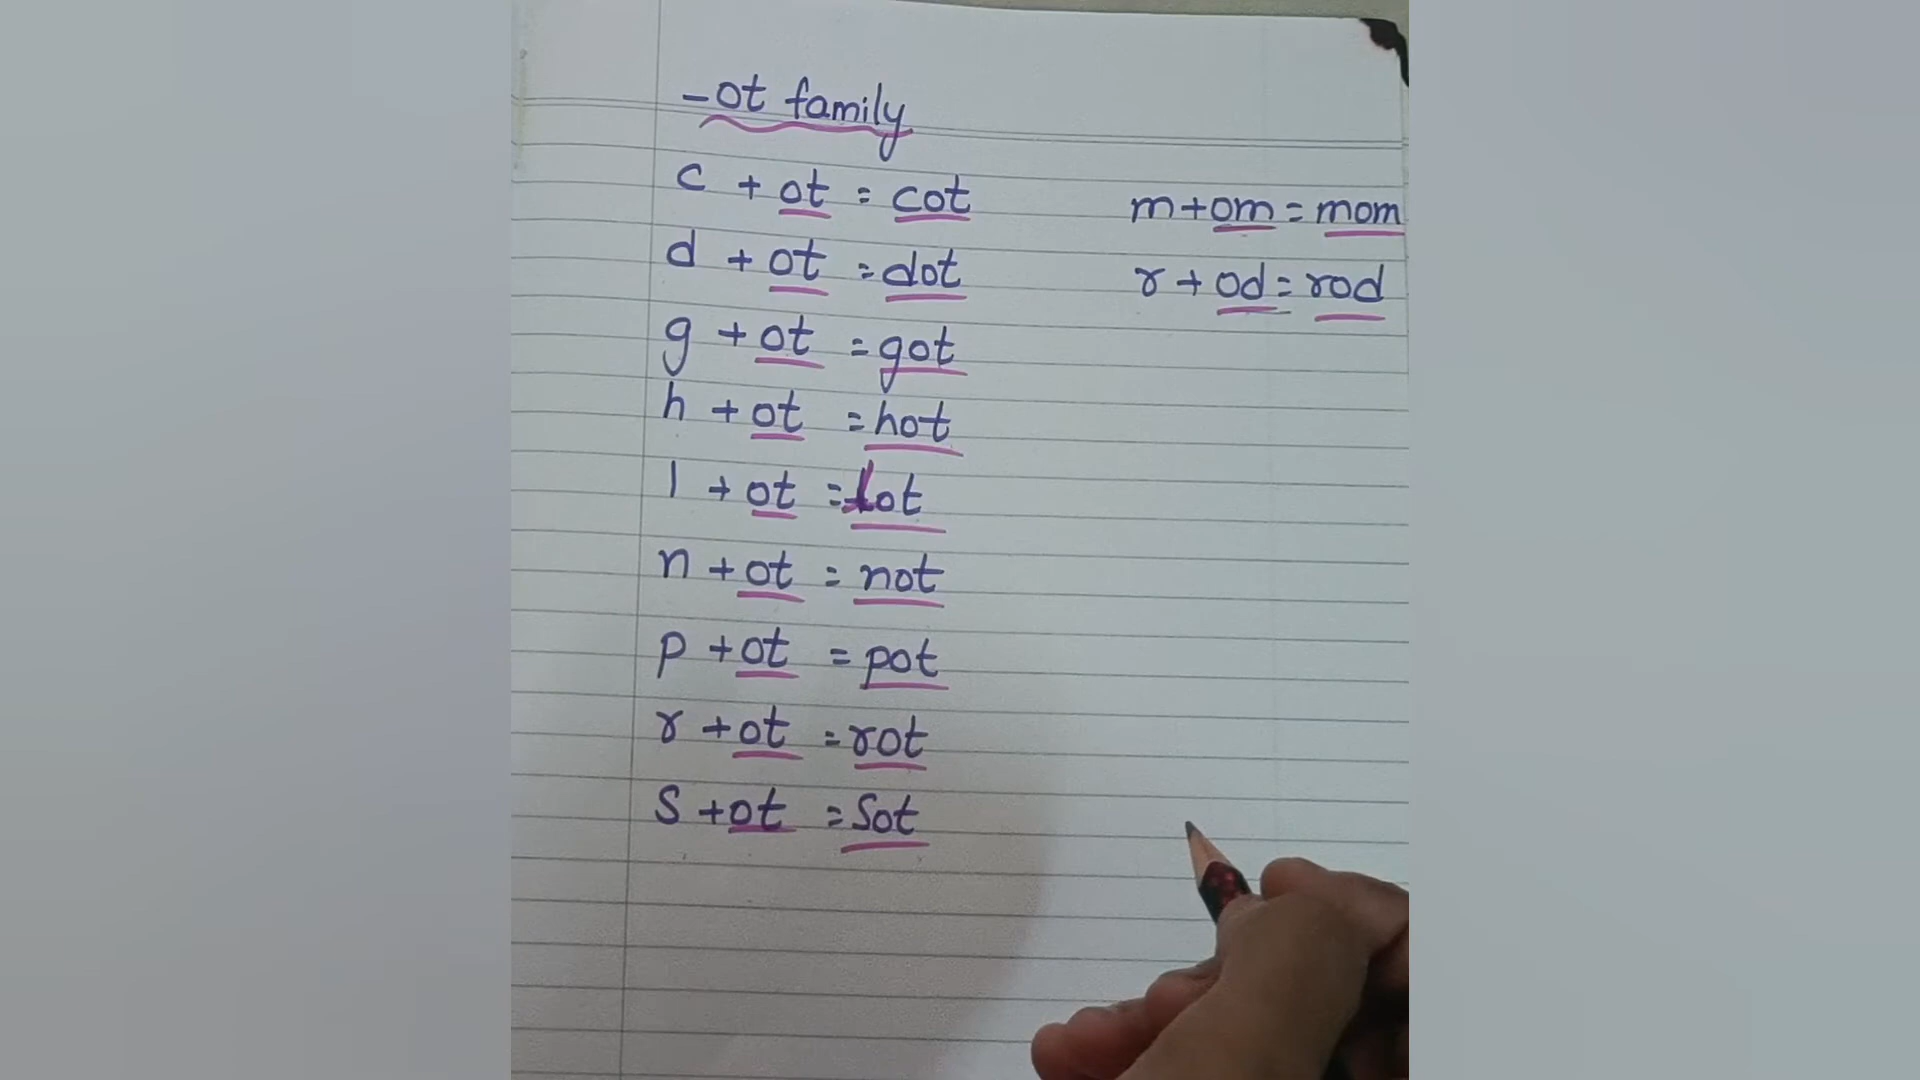 -ot family
c + ot = cot
d + ot = dot
g + ot = got
h + ot = hot
l + ot = lot
n + ot = not
p + ot = pot
r + ot = rot
s + ot = sot
m + om = mom
r + od = rod